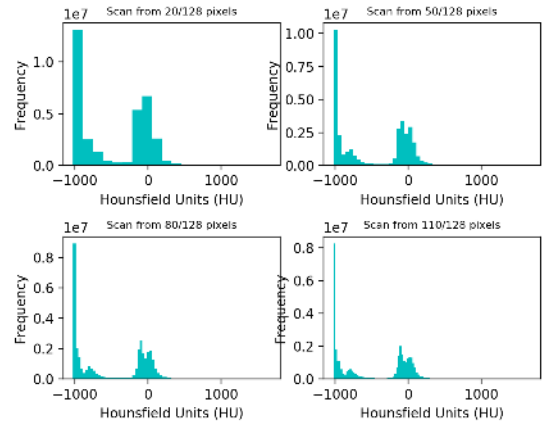 Scan from 20/128 pixels
1e7
1.0
0.5
0.0
Frequency
−1000 0 1000
Hounsfield Units (HU)
Scan from 50/128 pixels
1e7
1.00
0.75
0.50
0.25
0.00
Frequency
−1000 0 1000
Hounsfield Units (HU)
Scan from 80/128 pixels
1e7
0.8
0.6
0.4
0.2
0.0
Frequency
−1000 0 1000
Hounsfield Units (HU)
Scan from 110/128 pixels
1e7
0.8
0.6
0.4
0.2
0.0
Frequency
−1000 0 1000
Hounsfield Units (HU)